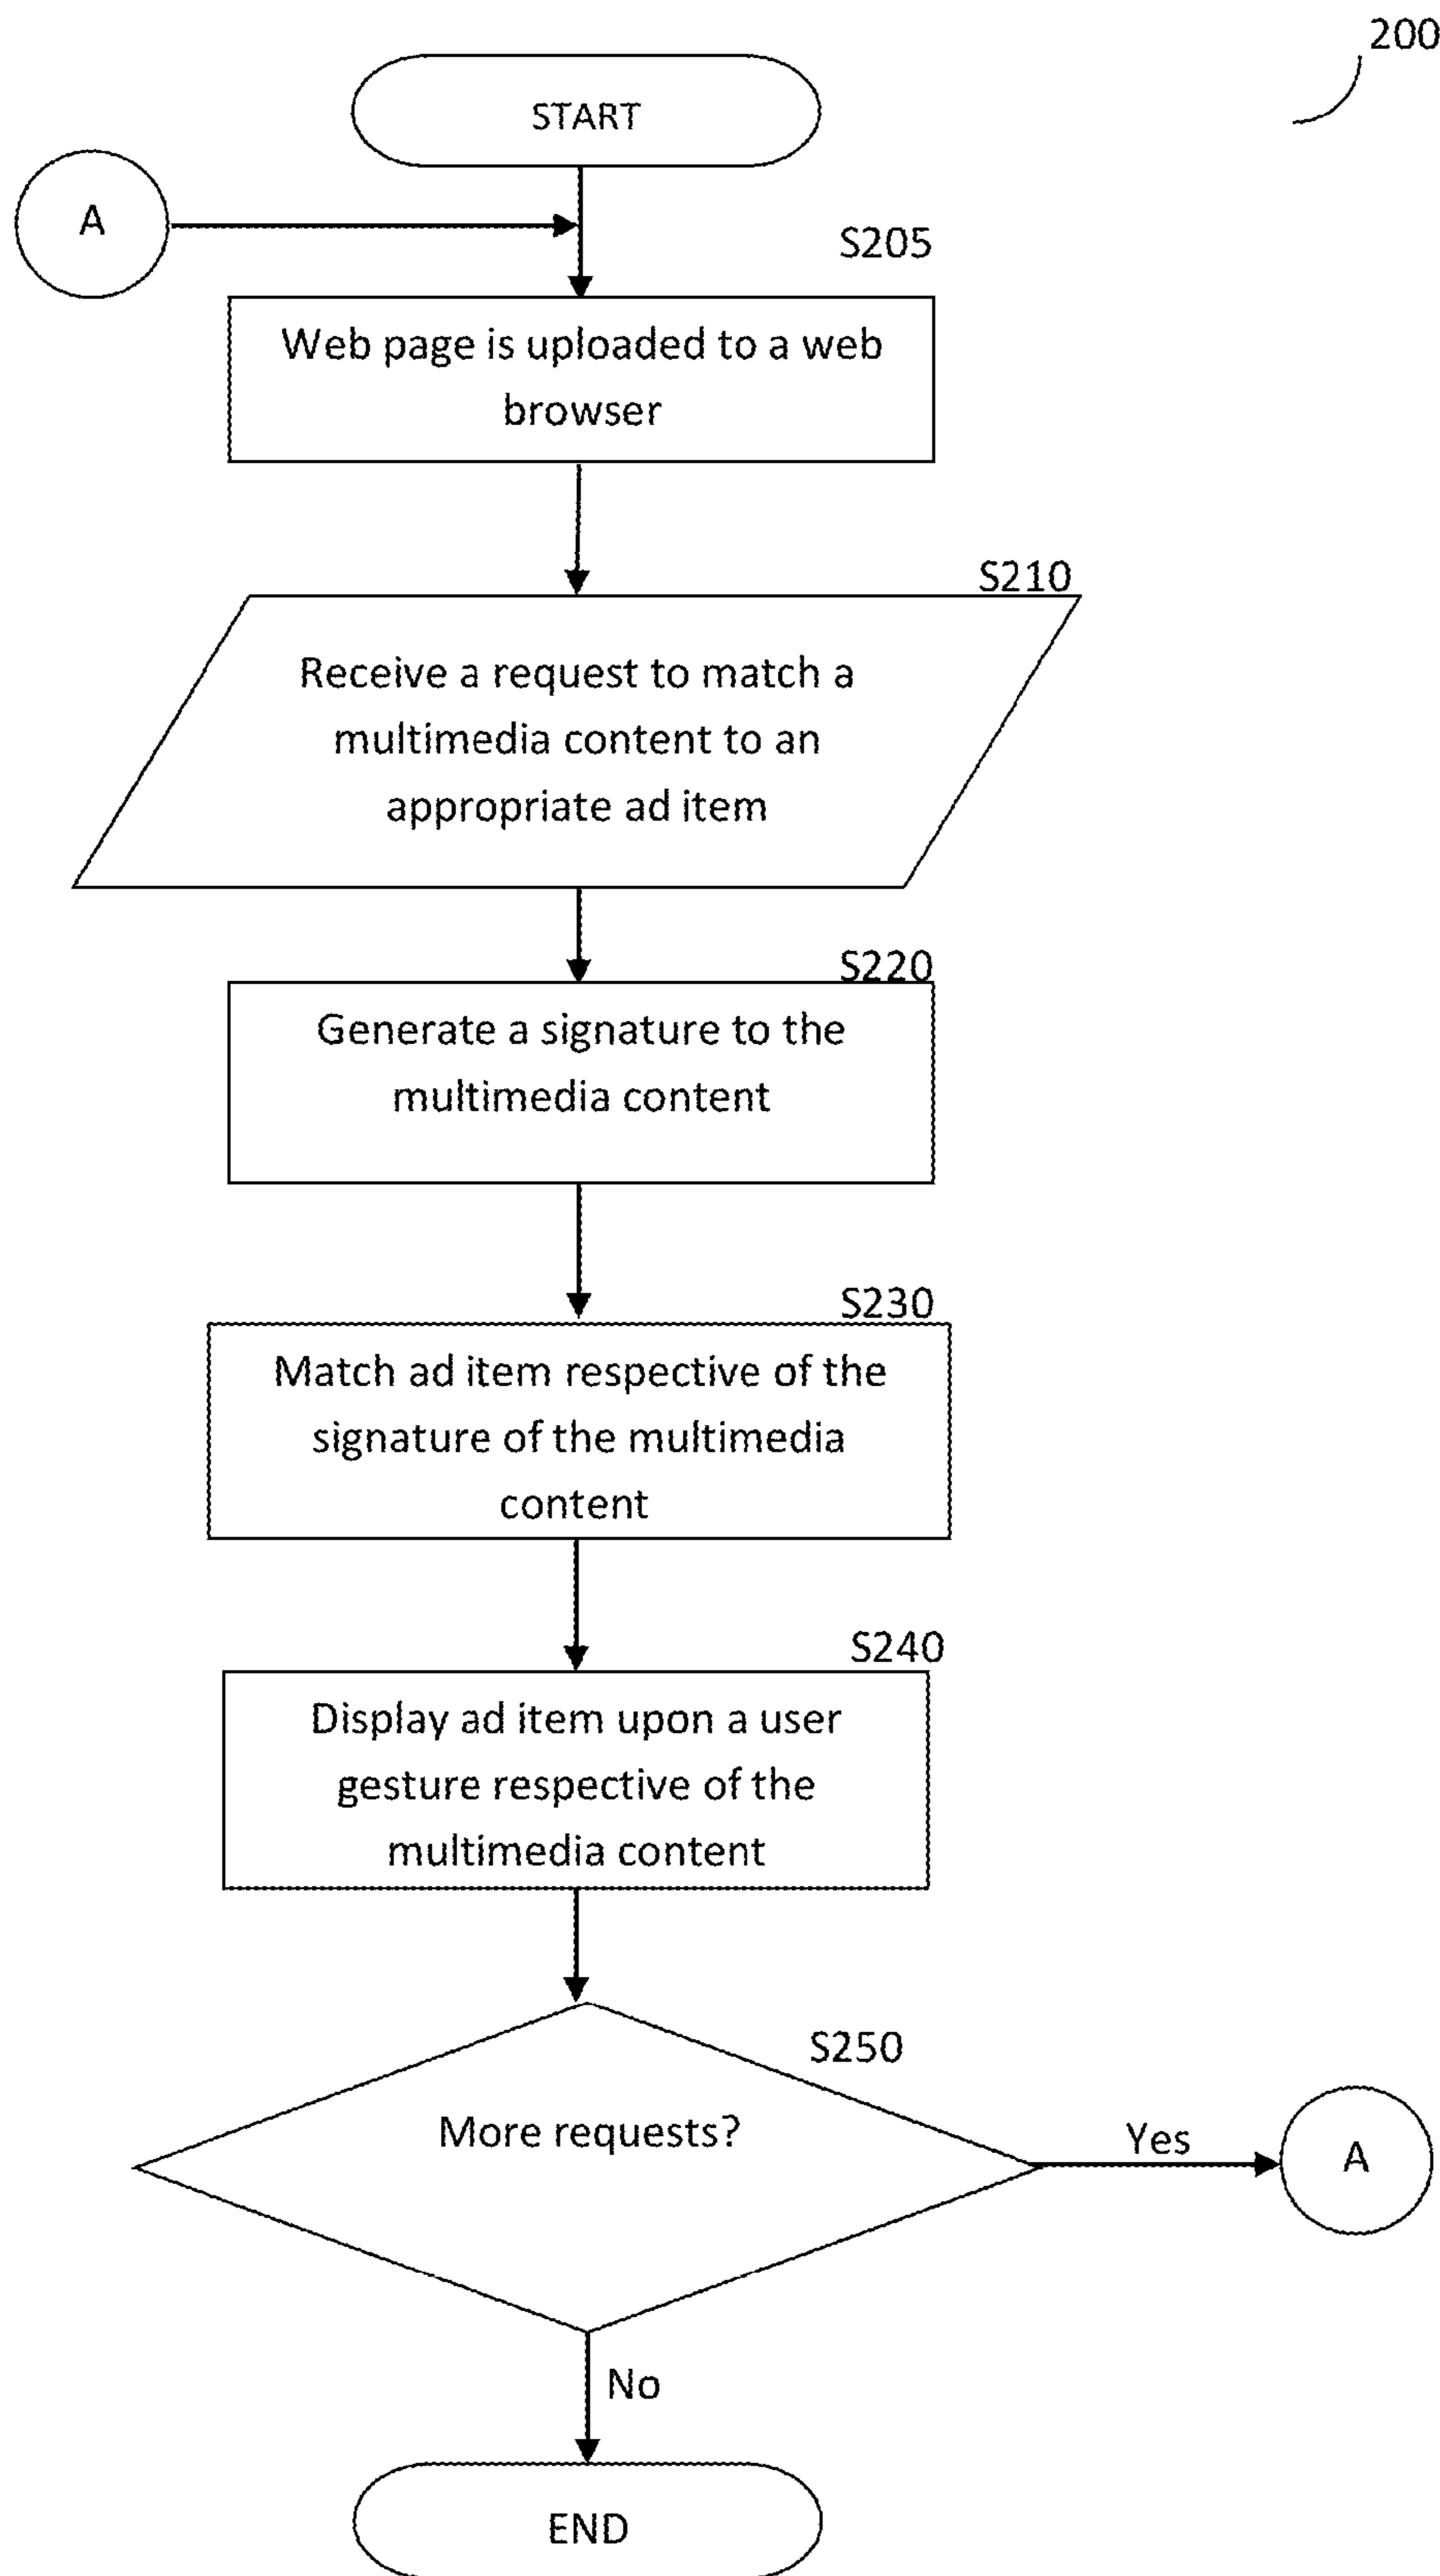 200
START
A
S205
Web page is uploaded to a web
browser
S210
Receive a request to match a
multimedia content to an
appropriate ad item
S220
Generate a signature to the
multimedia content
S230
Match ad item respective of the
signature of the multimedia
content
S240
Display ad item upon a user
gesture respective of the
multimedia content
S250
More requests?
Yes
A
No
END